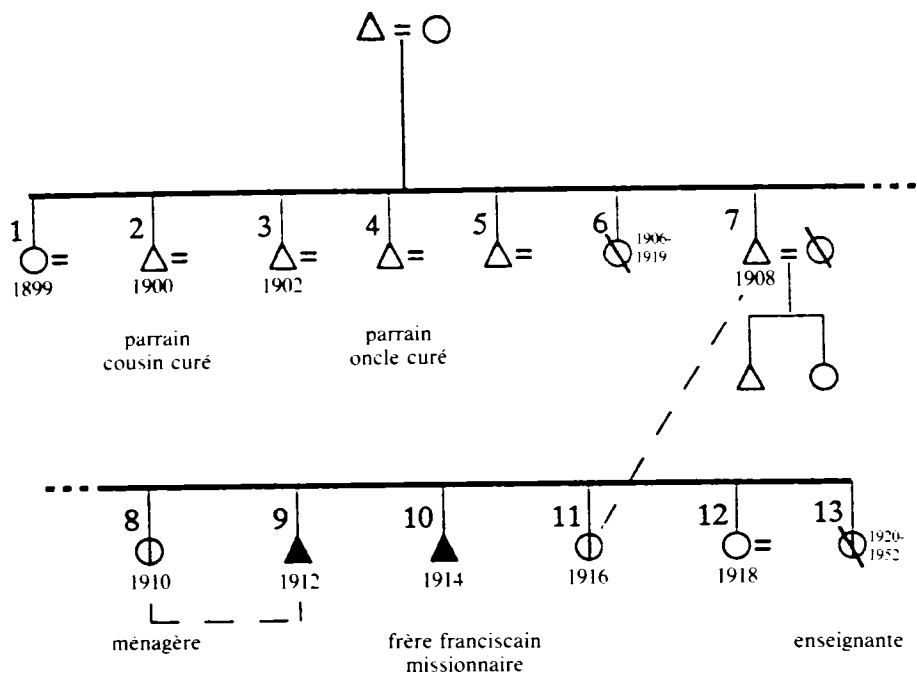 1 2 3 4 5 6 7
1906-
1919
1899 1900 1902 1908
parrain parrain
cousin curé oncle curé
8 9 10 11 12 13
1920-
1952
1910 1912 1914 1916 1918
ménagère frère franciscain enseignante
missionnaire